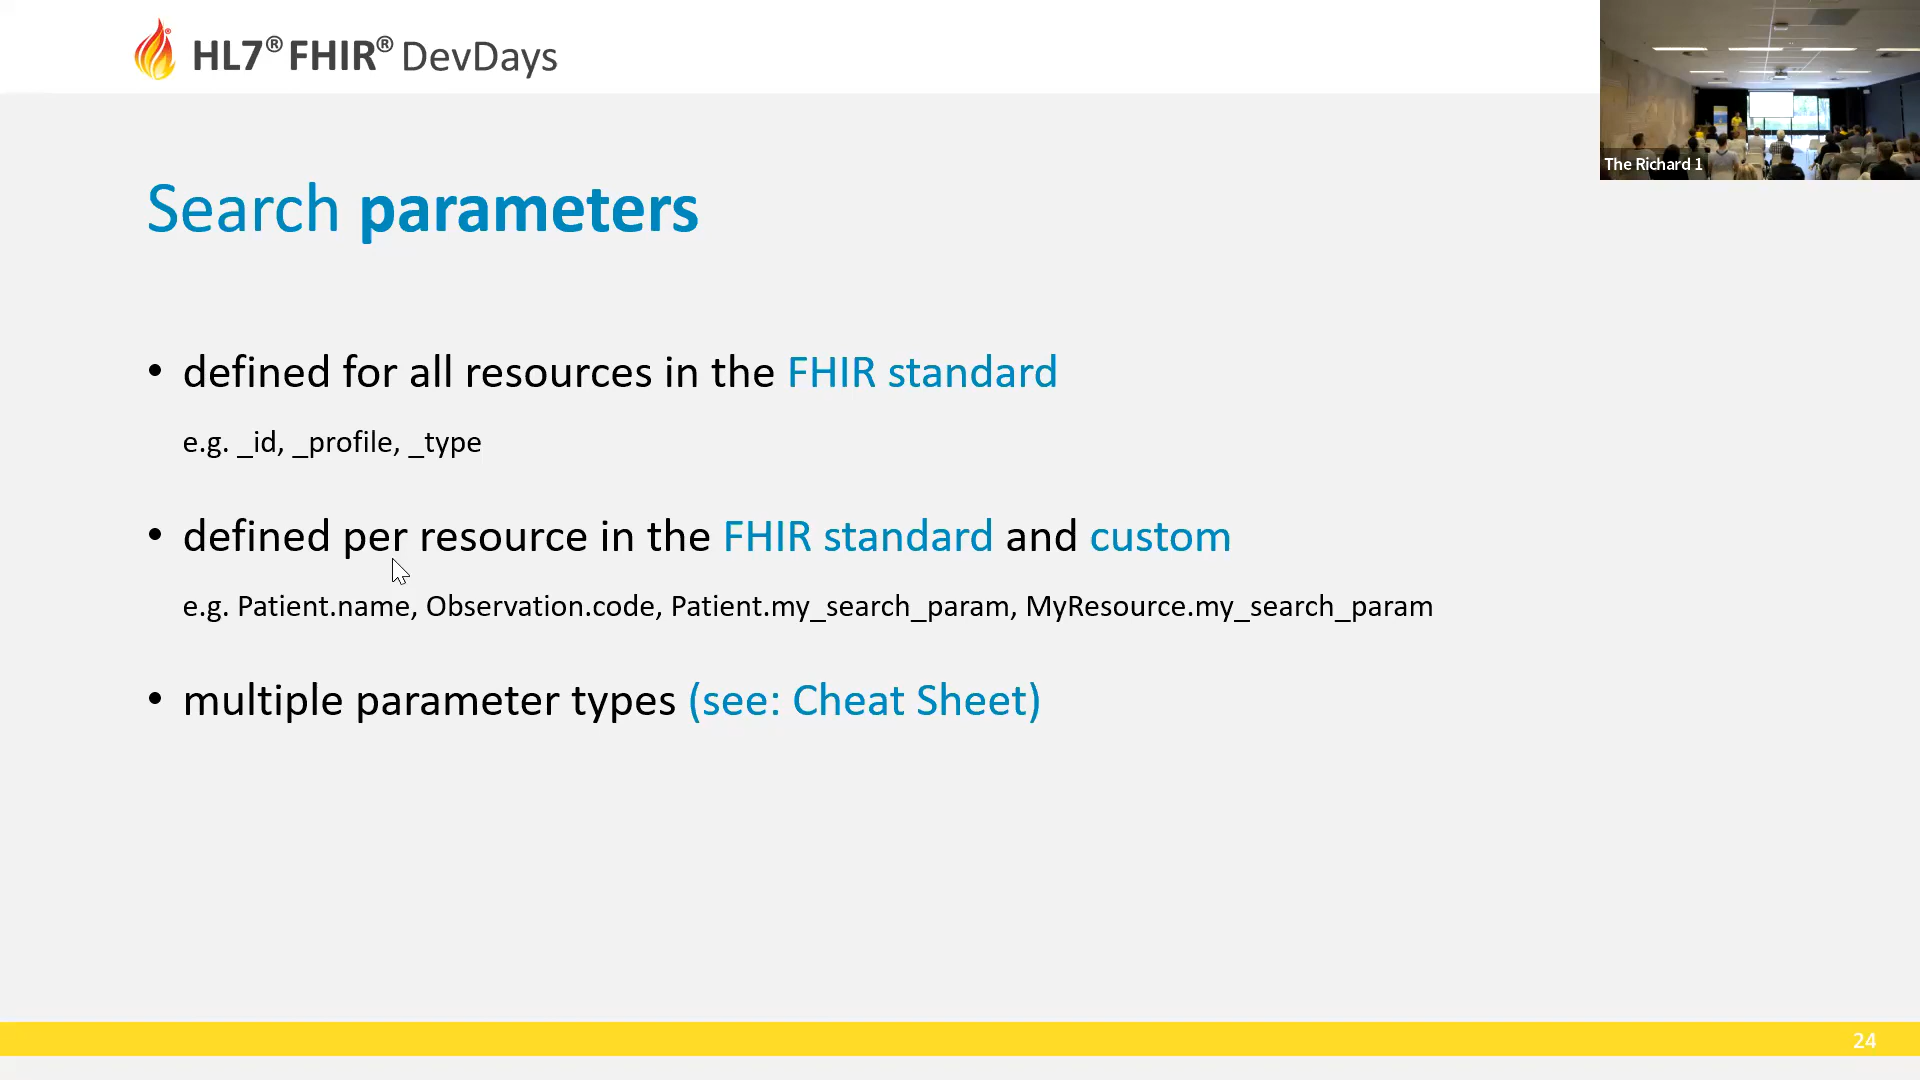 HL7® FHIR® DevDays
The Richard 1
Search parameters
• defined for all resources in the FHIR standard
e.g. _id, _profile, _type
• defined per resource in the FHIR standard and custom
e.g. Patient.name, Observation.code, Patient.my_search_param, MyResource.my_search_param
• multiple parameter types (see: Cheat Sheet)
24